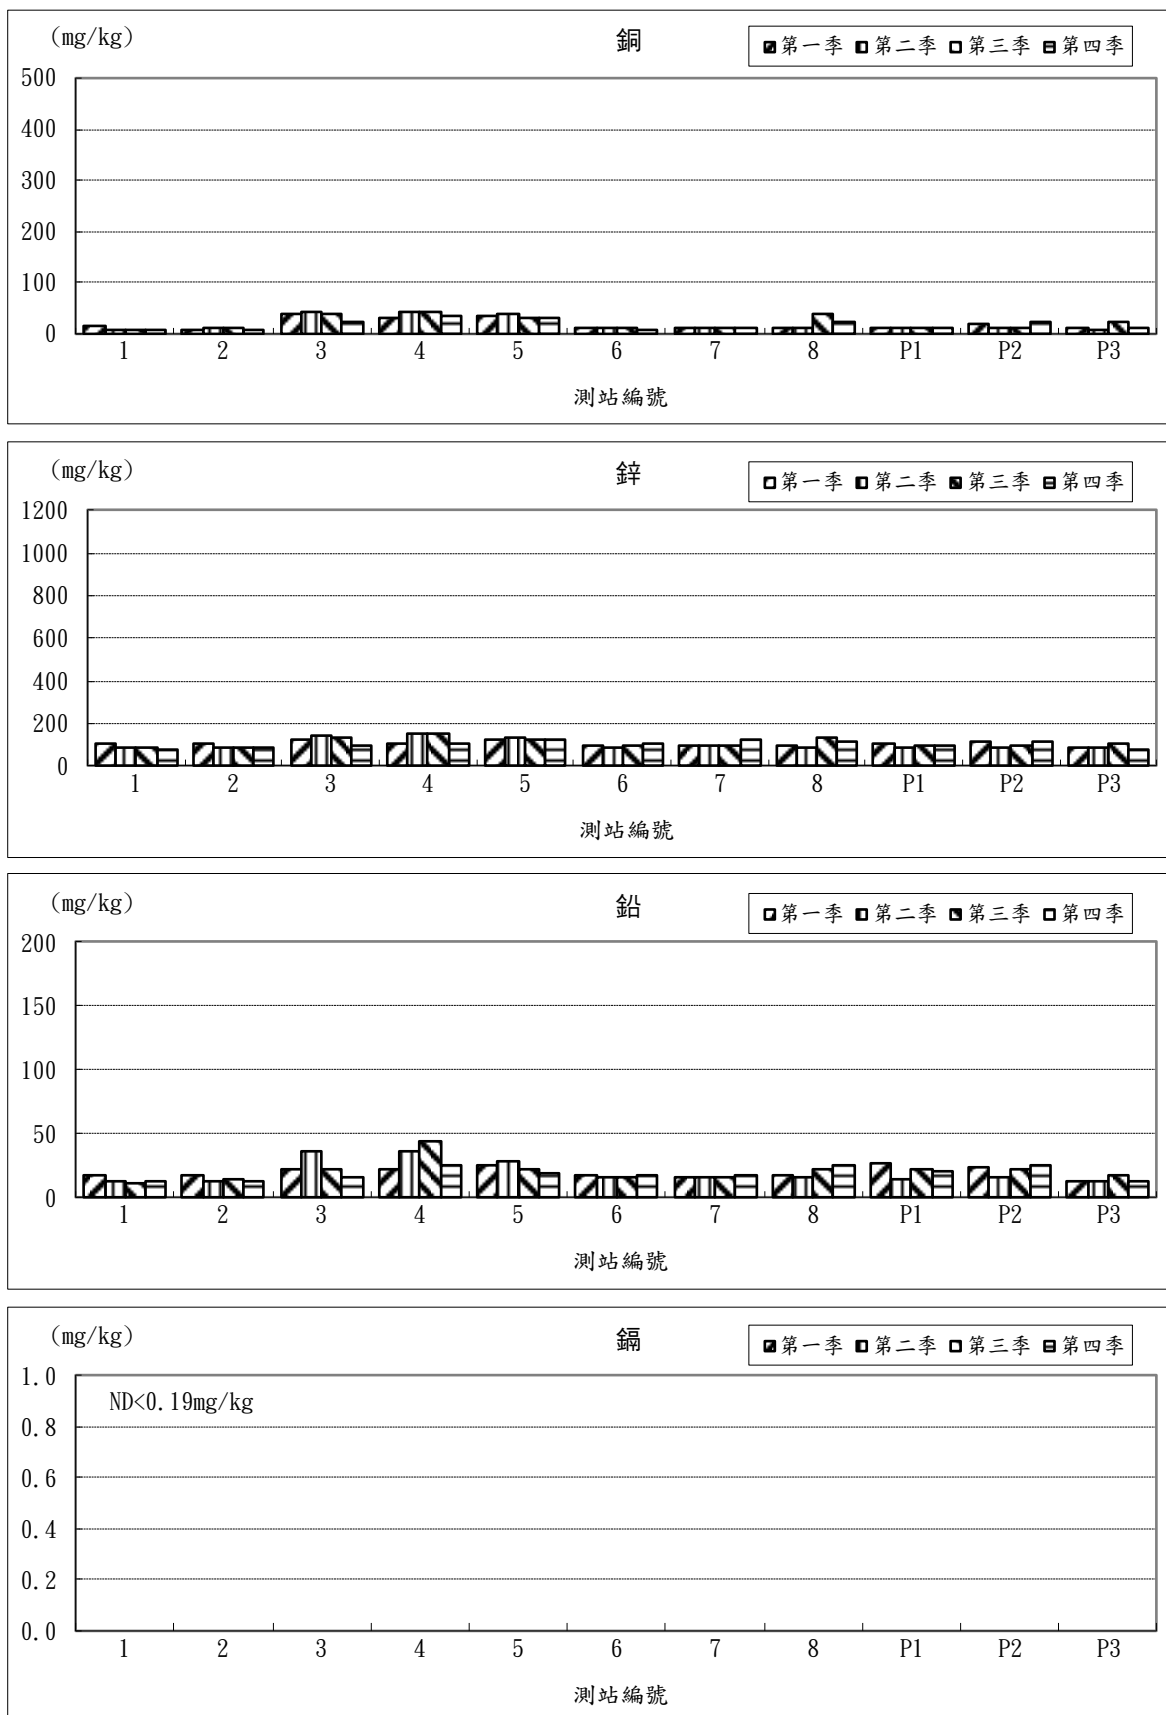 (mg/kg) 銅 第一季 第二季 第三季 第四季
500
400
300
200
100
0
1 2 3 4 5 6 7 8 P1 P2 P3
測站編號
(mg/kg) 鋅 第一季 第二季 第三季 第四季
1200
1000
800
600
400
200
0
1 2 3 4 5 6 7 8 P1 P2 P3
測站編號
(mg/kg) 鉛 第一季 第二季 第三季 第四季
200
150
100
50
0
1 2 3 4 5 6 7 8 P1 P2 P3
測站編號
(mg/kg) 鎘 第一季 第二季 第三季 第四季
1.0
ND<0.19mg/kg
0.8
0.6
0.4
0.2
0.0
1 2 3 4 5 6 7 8 P1 P2 P3
測站編號